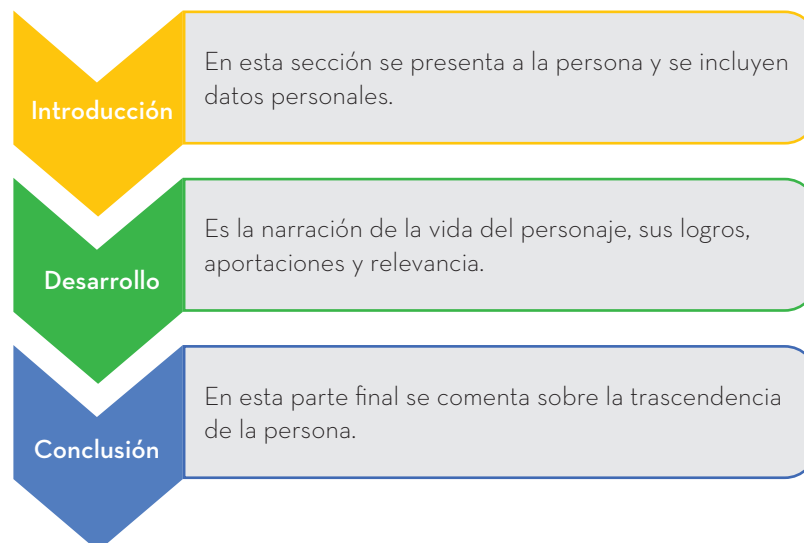 Introducción
En esta sección se presenta a la persona y se incluyen
datos personales.
Desarrollo
Es la narración de la vida del personaje, sus logros,
aportaciones y relevancia.
Conclusión
En esta parte final se comenta sobre la trascendencia
de la persona.